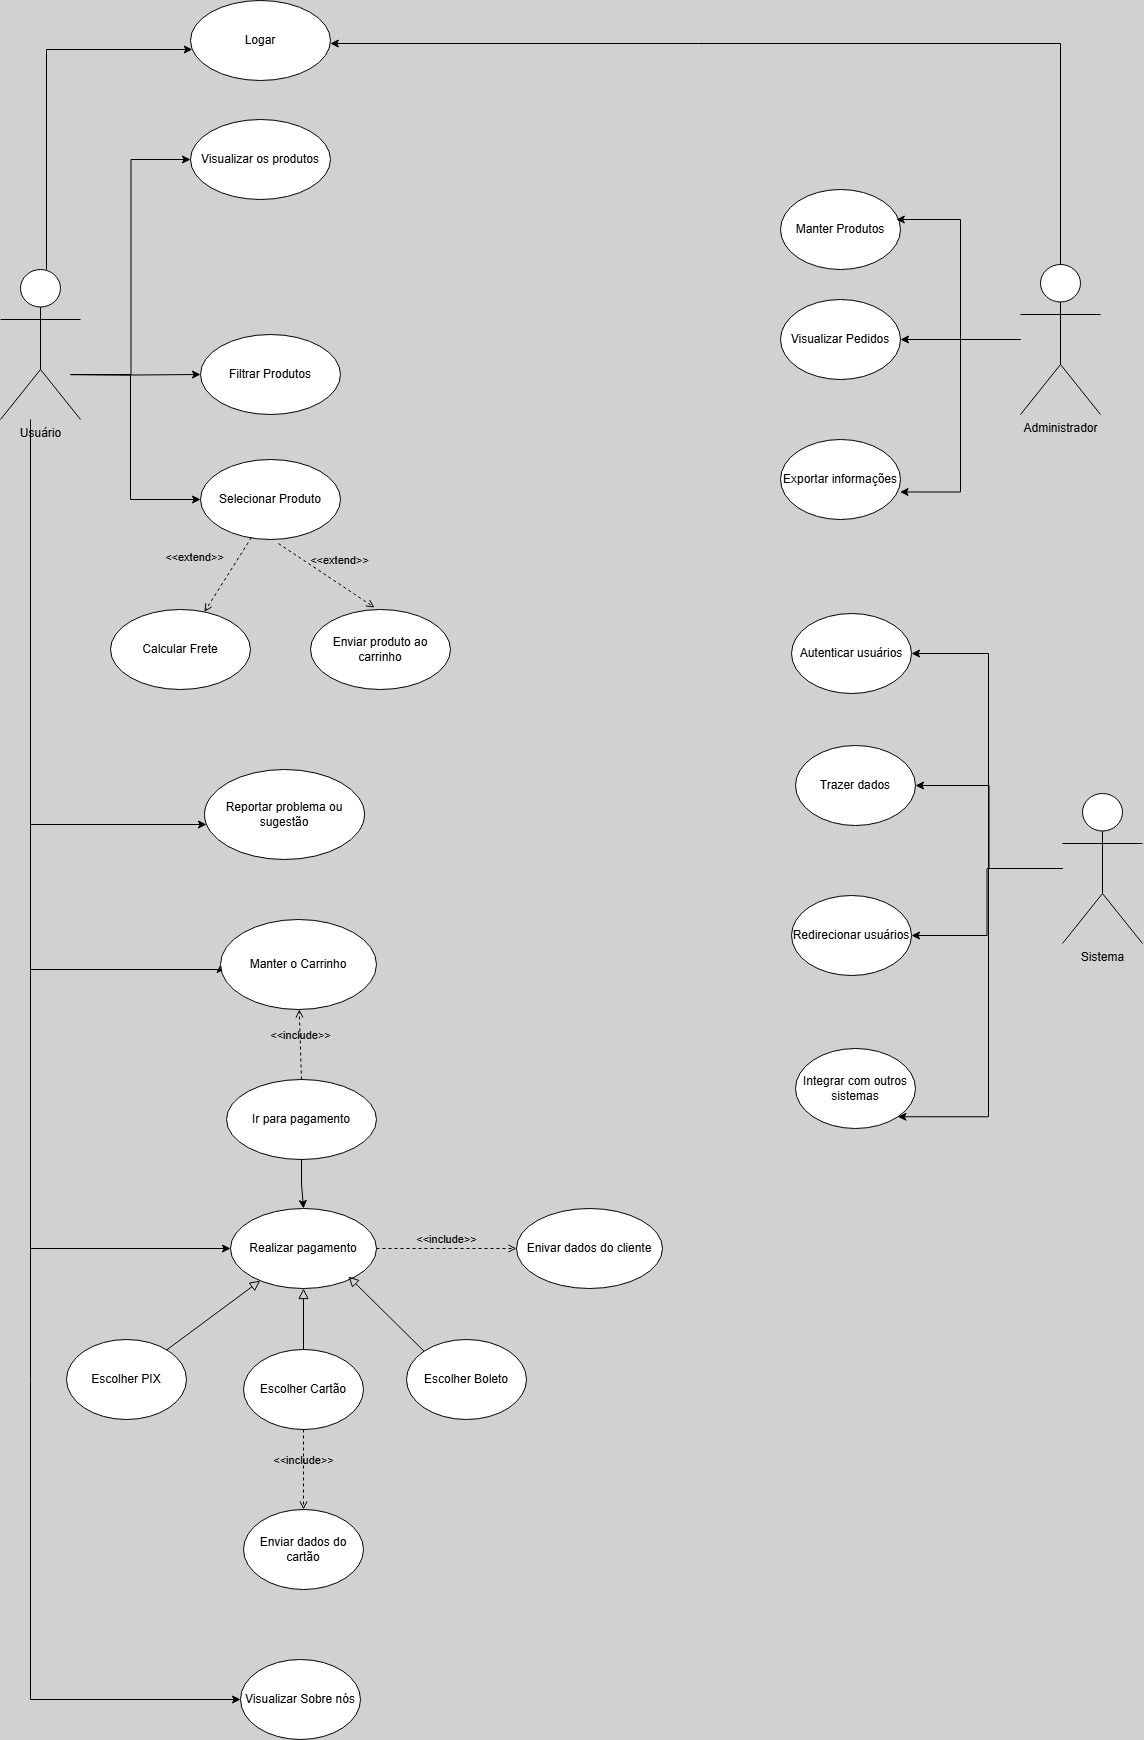 Logar
Visualizar os produtos
Manter Produtos
Visualizar Pedidos
Filtrar Produtos
Administrador
Usuário
Exportar informações
Selecionar Produto
<<extend>>
<<extend>>
Calcular Frete
Enviar produto ao
carrinho
Autenticar usuários
Trazer dados
Reportar problema ou
sugestão
Redirecionar usuários
Sistema
Manter o Carrinho
<<include>>
Integrar com outros
sistemas
Ir para pagamento
Realizar pagamento
<<include>>
Enivar dados do cliente
Escolher PIX
Escolher Cartão
Escolher Boleto
<<include>>
Enviar dados do
cartão
Visualizar Sobre nós